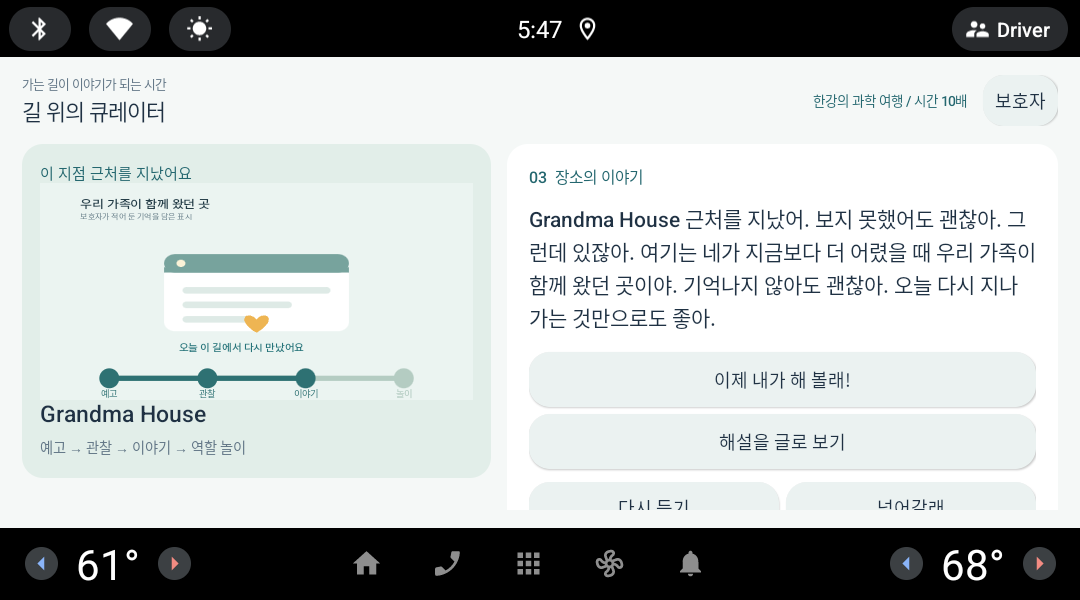 5:47
Driver
가는 길이 이야기가 되는 시간
길 위의 큐레이터
한강의 과학 여행 / 시간 10배
보호자
이 지점 근처를 지났어요
우리 가족이 함께 왔던 곳
보호자가 적어 둔 기억을 담은 표시
오늘 이 길에서 다시 만났어요
예고
관찰
이야기
놀이
Grandma House
예고 → 관찰 → 이야기 → 역할 놀이
03 장소의 이야기
Grandma House 근처를 지났어. 보지 못했어도 괜찮아. 그
런데 있잖아. 여기는 네가 지금보다 더 어렸을 때 우리 가족이
함께 왔던 곳이야. 기억나지 않아도 괜찮아. 오늘 다시 지나
가는 것만으로도 좋아.
이제 내가 해 볼래!
해설을 글로 보기
다시 듣기
넘어갈래
61°
68°